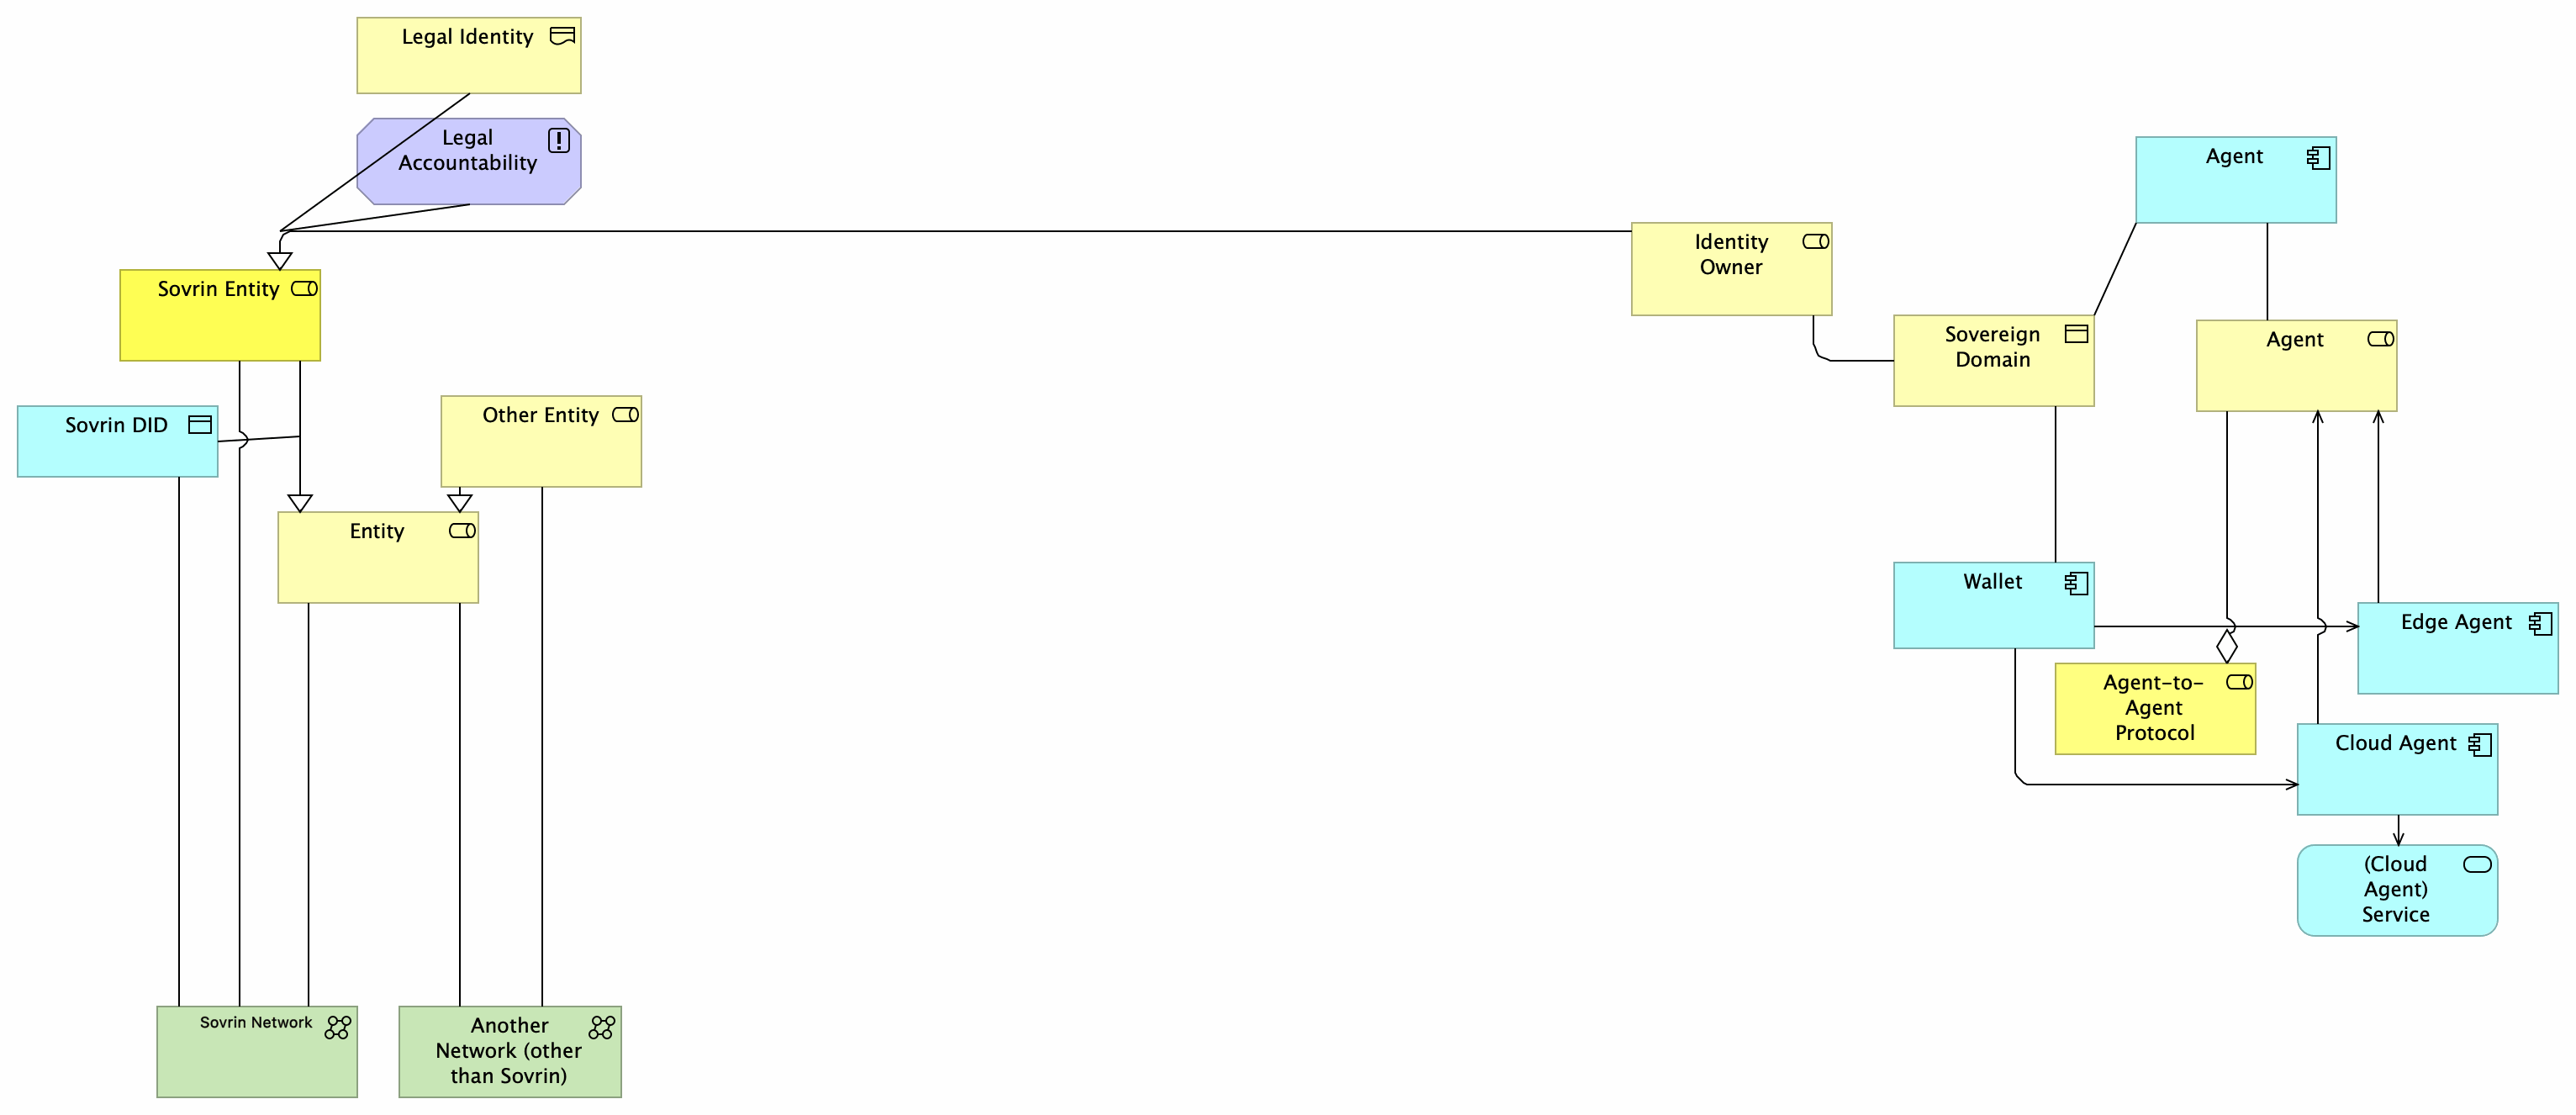 Legal Identity
Legal
Accountability
Agent
Identity
Owner
Sovrin Entity
Sovereign
Domain
Agent
Sovrin DID
Other Entity
Entity
Wallet
Edge Agent
Agent-to-
Agent
Protocol
Cloud Agent
(Cloud
Agent)
Service
Sovrin Network
Another
Network (other
than Sovrin)